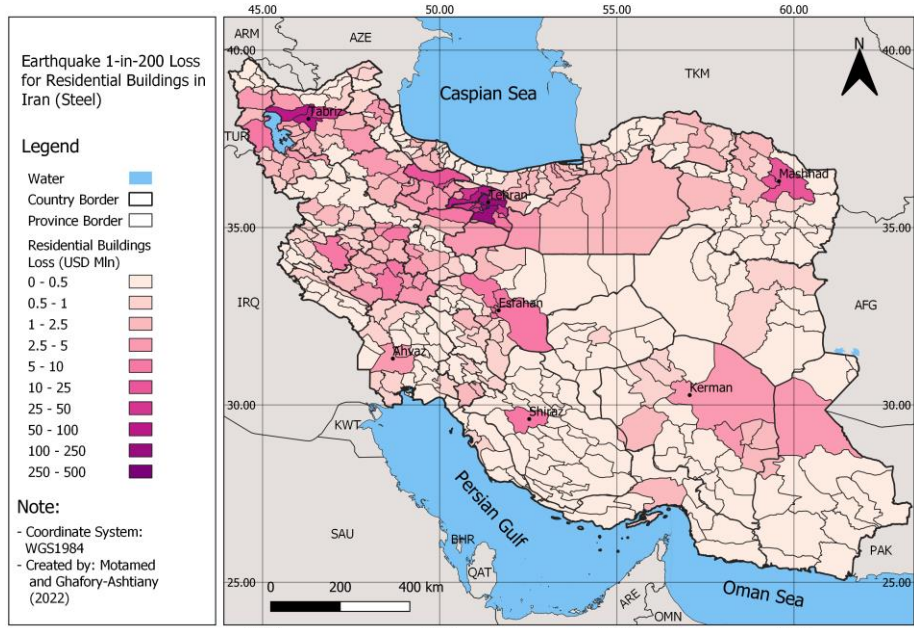 Earthquake 1-in-200 Loss
for Residential Buildings in
Iran (Steel)
Legend
Water
Country Border
Province Border
Residential Buildings
Loss (USD Mln)
0 - 0.5
0.5 - 1
1 - 2.5
2.5 - 5
5 - 10
10 - 25
25 - 50
50 - 100
100 - 250
250 - 500
Note:
- Coordinate System:
WGS1984
- Created by: Motamed
and Ghafory-Ashtiany
(2022)
45.00 50.00 55.00 60.00
40.00 40.00
35.00 35.00
30.00 30.00
25.00 25.00
N
ARM
AZE
TKM
TUR
IRQ
AFG
KWT
SAU
BHR
QAT
ARE
OMN
PAK
Caspian Sea
Persian Gulf
Oman Sea
Tabriz
Tehran
Mashhad
Esfahan
Ahvaz
Kerman
Shiraz
0 200 400 km